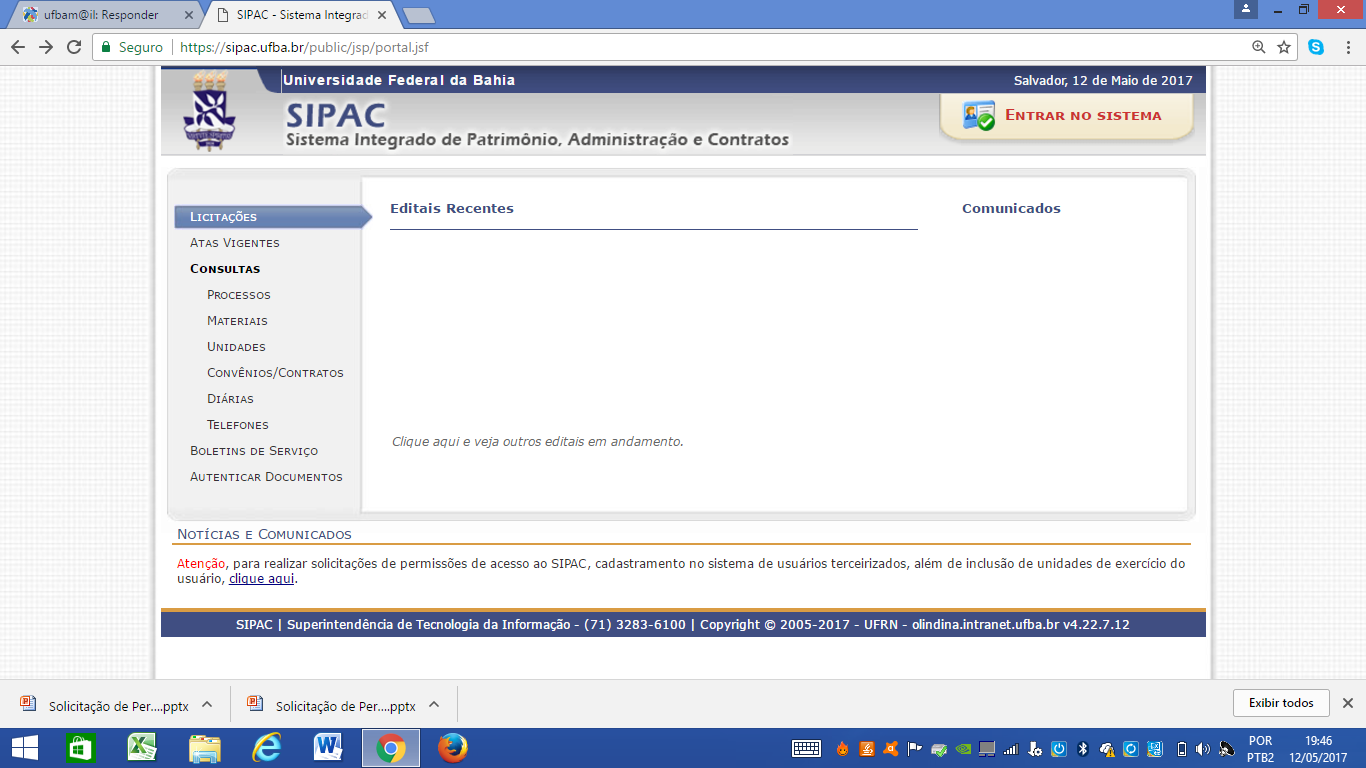 ufbam@il: Responder
SIPAC - Sistema Integrad
Seguro
https://sipac.ufba.br/public/jsp/portal.jsf
Universidade Federal da Bahia
Salvador, 12 de Maio de 2017
SIPAC
Sistema Integrado de Patrimônio, Administração e Contratos
ENTRAR NO SISTEMA
LICITAÇÕES
ATAS VIGENTES
CONSULTAS
PROCESSOS
MATERIAIS
UNIDADES
CONVÊNIOS/CONTRATOS
DIÁRIAS
TELEFONES
BOLETINS DE SERVIÇO
AUTENTICAR DOCUMENTOS
Editais Recentes
Clique aqui e veja outros editais em andamento.
Comunicados
NOTÍCIAS E COMUNICADOS
Atenção, para realizar solicitações de permissões de acesso ao SIPAC, cadastramento no sistema de usuários terceirizados, além de inclusão de unidades de exercício do
usuário, clique aqui.
SIPAC | Superintendência de Tecnologia da Informação - (71) 3283-6100 | Copyright © 2005-2017 - UFRN - olindina.intranet.ufba.br v4.22.7.12
Solicitação de Per....pptx
Solicitação de Per....pptx
Exibir todos
POR
PTB2
19:46
12/05/2017